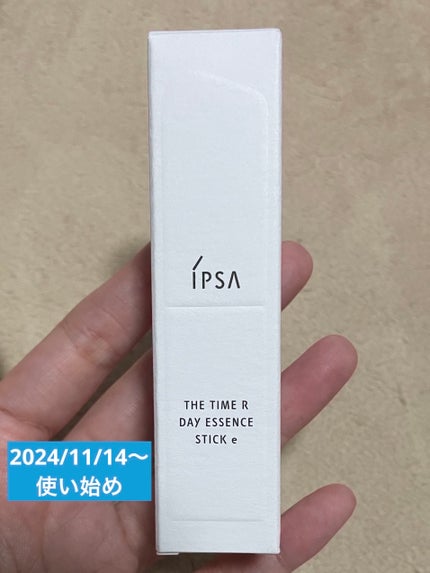 íPSA
THE TIME R
DAY ESSENCE
STICK e
2024/11/14〜
使い始め